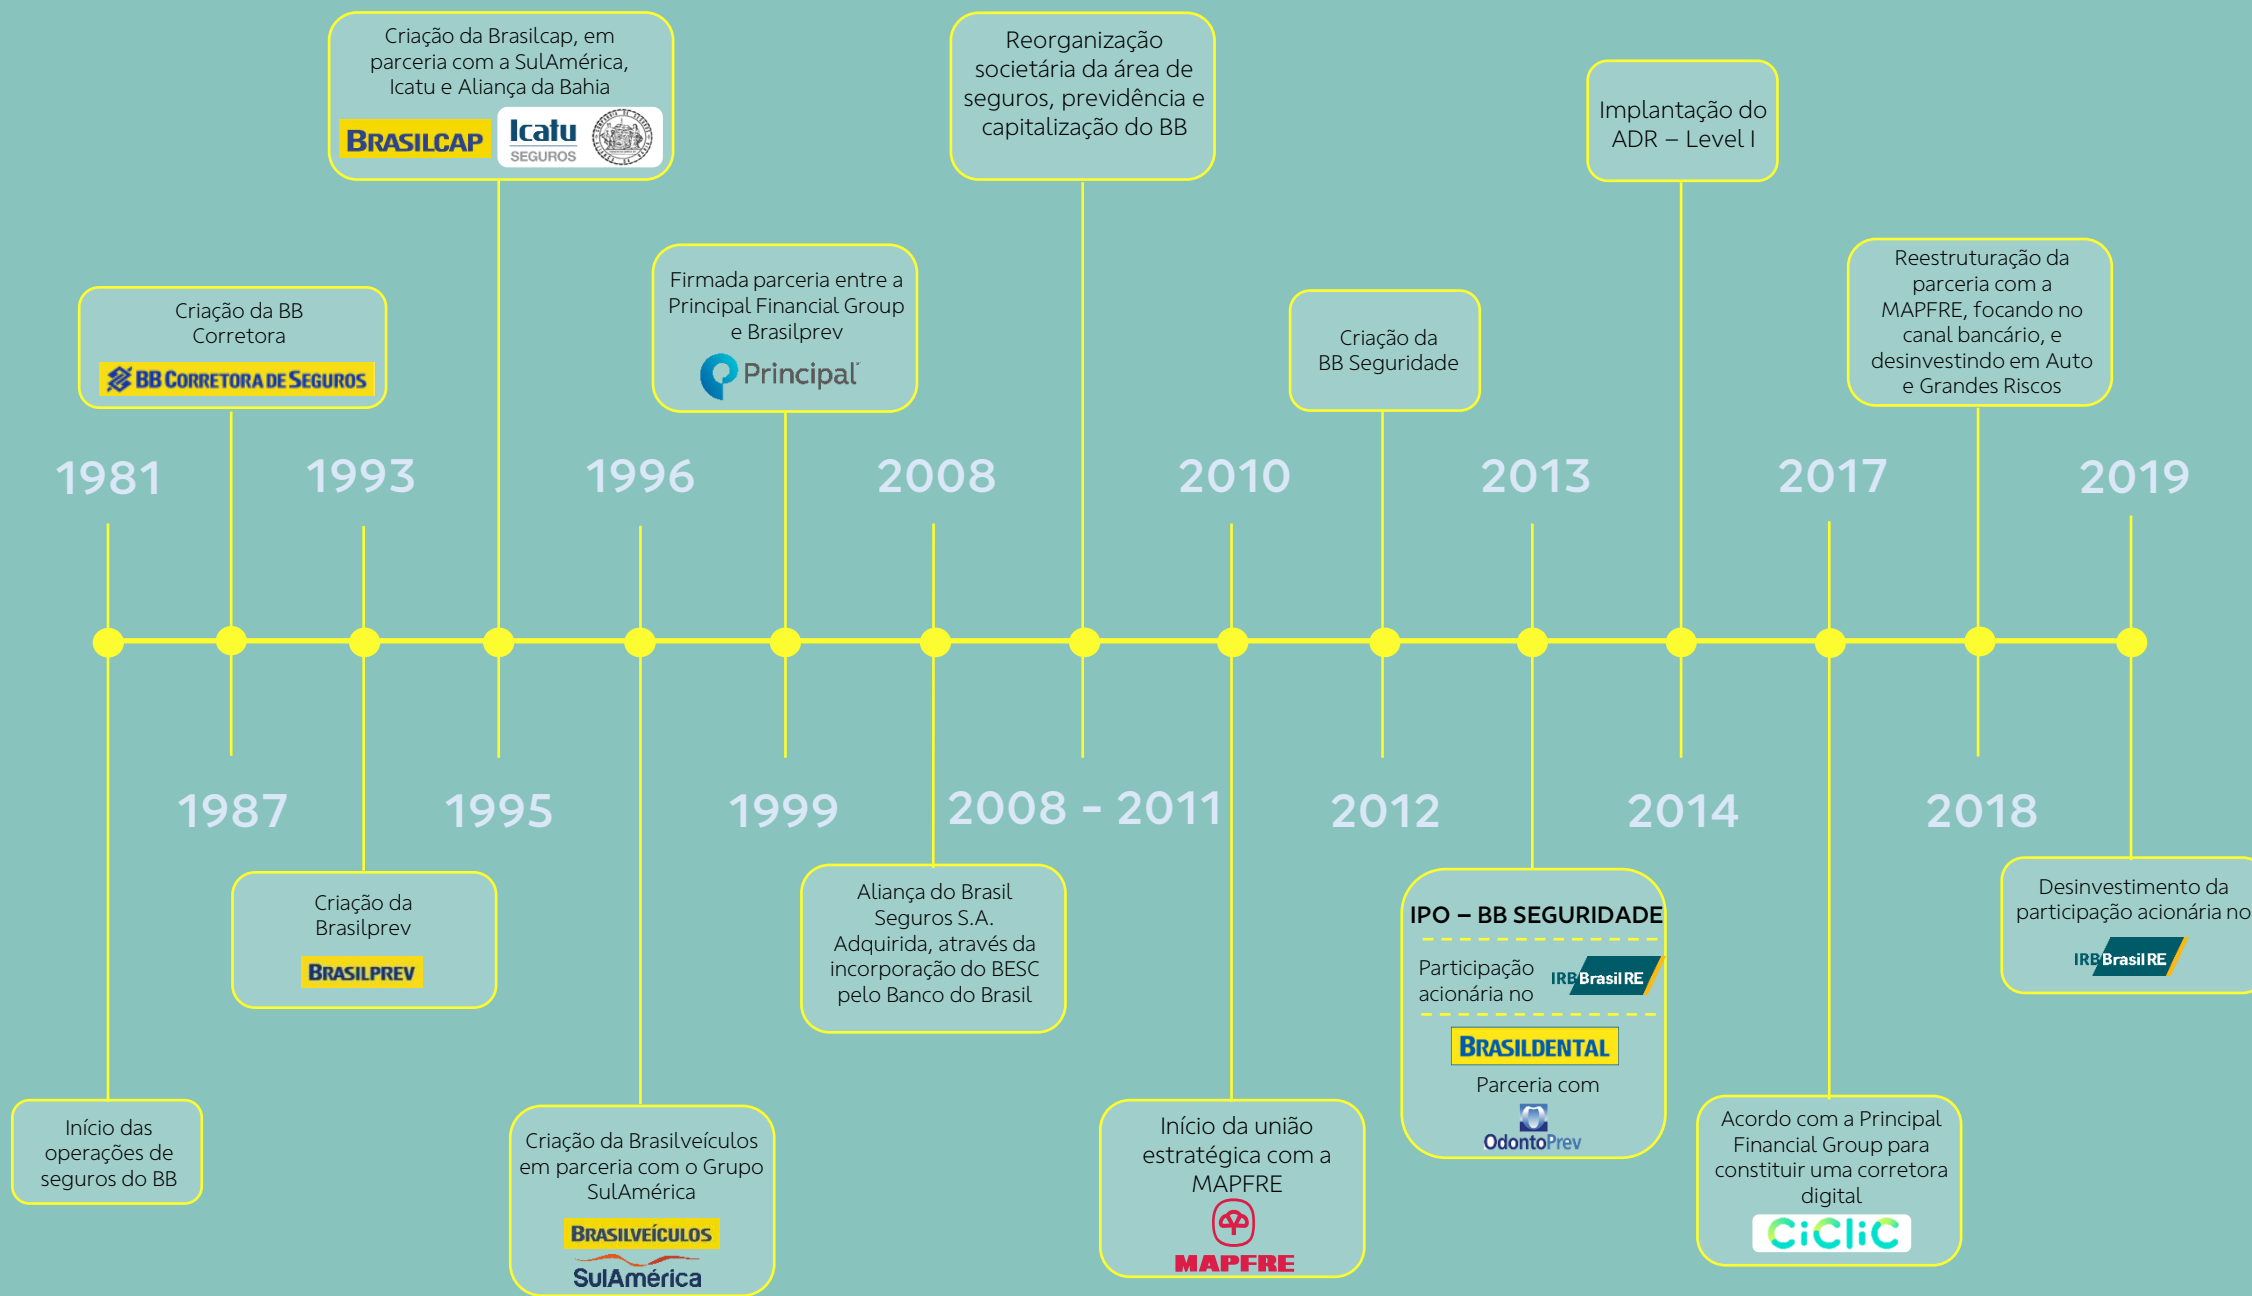 Criação da Brasilcap, em
parceria com a SulAmérica,
Icatu e Aliança da Bahia
BRASILCAP
Icatu
SEGUROS
Reorganização
societária da área de
seguros, previdência e
capitalização do BB
Implantação do
ADR – Level I
Criação da BB
Corretora
BB CORRETORA DE SEGUROS
Firmada parceria entre a
Principal Financial Group
e Brasilprev
Principal
Criação da
BB Seguridade
Reestruturação da
parceria com a
MAPFRE, focando no
canal bancário, e
desinvestindo em Auto
e Grandes Riscos
1981
1993
1996
2008
2010
2013
2017
2019
1987
1995
1999
2008 - 2011
2012
2014
2018
Início das
operações de
seguros do BB
Criação da
Brasilprev
BRASILPREV
Criação da Brasilveículos
em parceria com o Grupo
SulAmérica
BRASILVEÍCULOS
SulAmérica
Aliança do Brasil
Seguros S.A.
Adquirida, através da
incorporação do BESC
pelo Banco do Brasil
Início da união
estratégica com a
MAPFRE
MAPFRE
IPO – BB SEGURIDADE
Participação
acionária no
IRB Brasil RE
BRASILDENTAL
Parceria com
OdontoPrev
Acordo com a Principal
Financial Group para
constituir uma corretora
digital
CiCliC
Desinvestimento da
participação acionária no
IRB Brasil RE